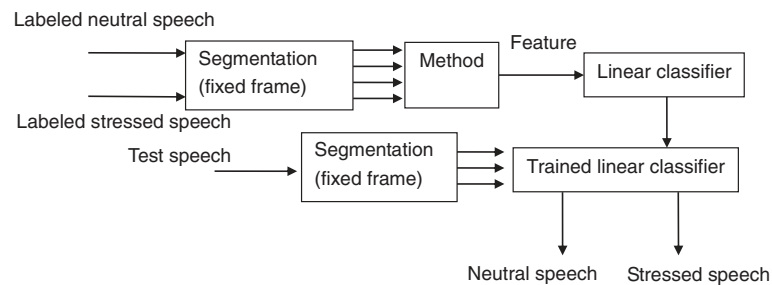 Labeled neutral speech
Segmentation
(fixed frame)
Method
Feature
Linear classifier
Labeled stressed speech
Test speech
Segmentation
(fixed frame)
Trained linear classifier
Neutral speech
Stressed speech